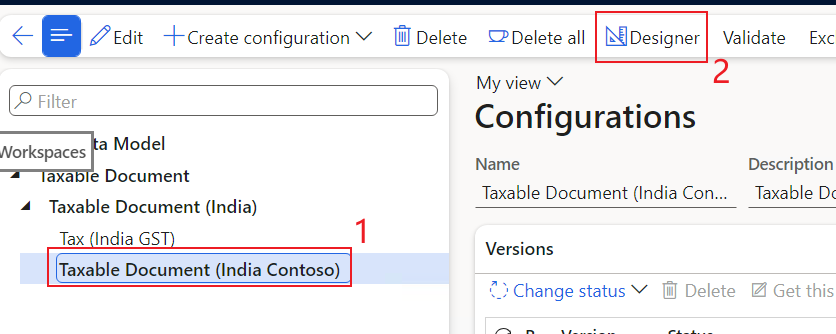 Edit Create configuration Delete Delete all Designer Validate Exc
2
My view
Filter
Configurations
Workspaces ta Model
Name Description
Taxable Document
Taxable Document (India Con... Taxable D
Taxable Document (India)
1
Tax (India GST)
Versions
Taxable Document (India Contoso)
Change status Delete Get this
Version Status